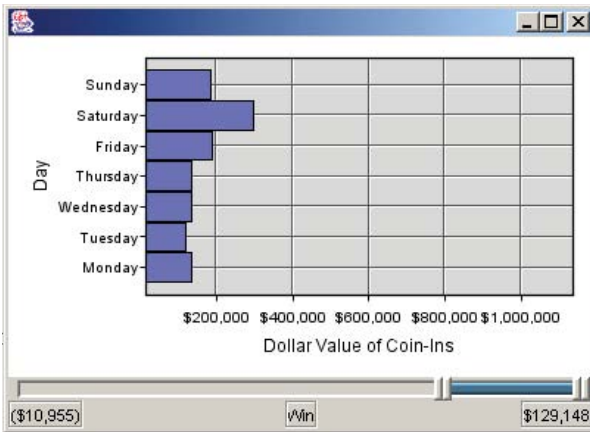 Sunday
Saturday
Friday
Thursday
Wednesday
Tuesday
Monday
Day
$200,000 $400,000 $600,000 $800,000 $1,000,000
Dollar Value of Coin-Ins
($10,955) Win $129,148